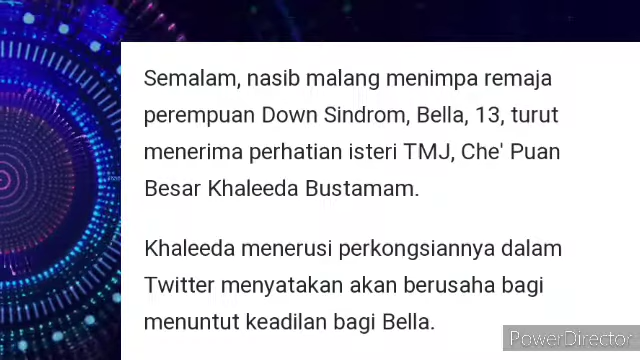 Semalam, nasib malang menimpa remaja
perempuan Down Sindrom, Bella, 13, turut
menerima perhatian isteri TMJ, Che' Puan
Besar Khaleeda Bustamam.
Khaleeda menerusi perkongsiannya dalam
Twitter menyatakan akan berusaha bagi
menuntut keadilan bagi Bella.
PowerDirector